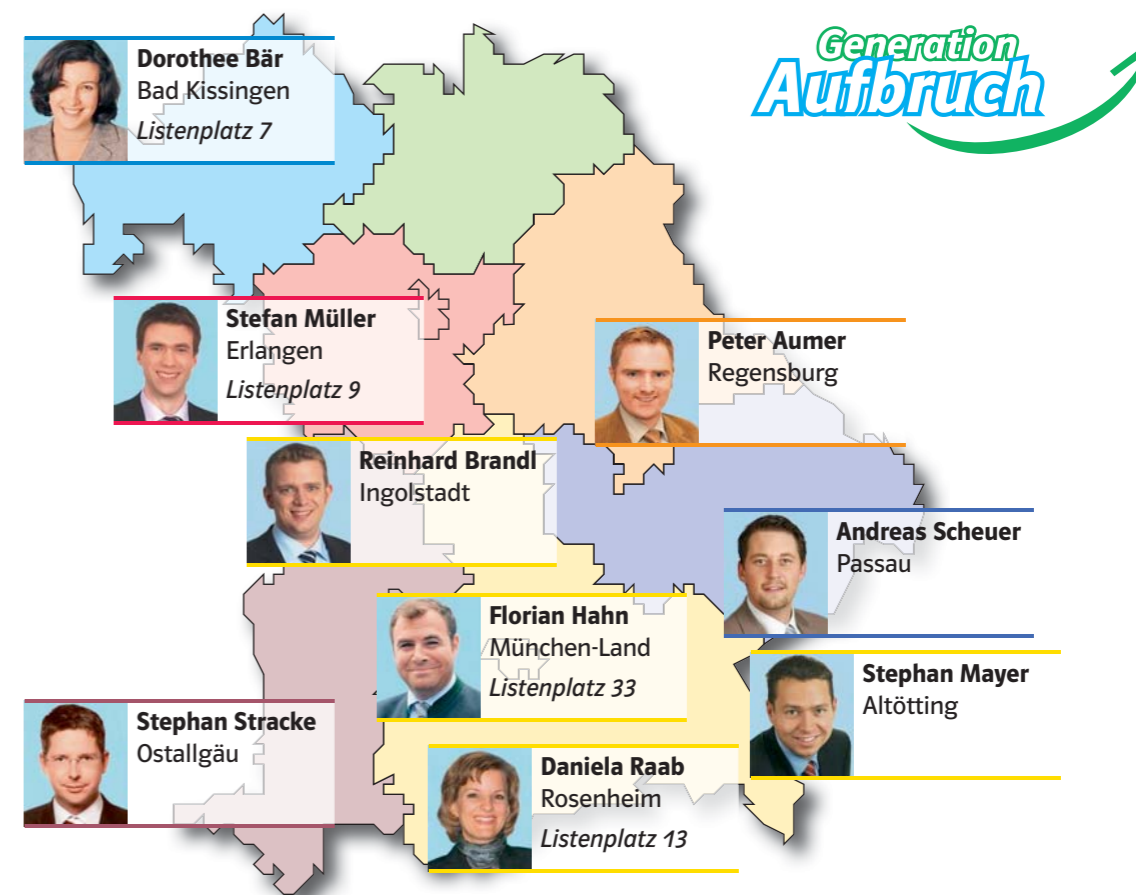 Generation
Aufbruch
Dorothee Bär
Bad Kissingen
Listenplatz 7
Stefan Müller
Erlangen
Listenplatz 9
Peter Aumer
Regensburg
Reinhard Brandl
Ingolstadt
Andreas Scheuer
Passau
Florian Hahn
München-Land
Listenplatz 33
Stephan Mayer
Altötting
Stephan Stracke
Ostallgäu
Daniela Raab
Rosenheim
Listenplatz 13